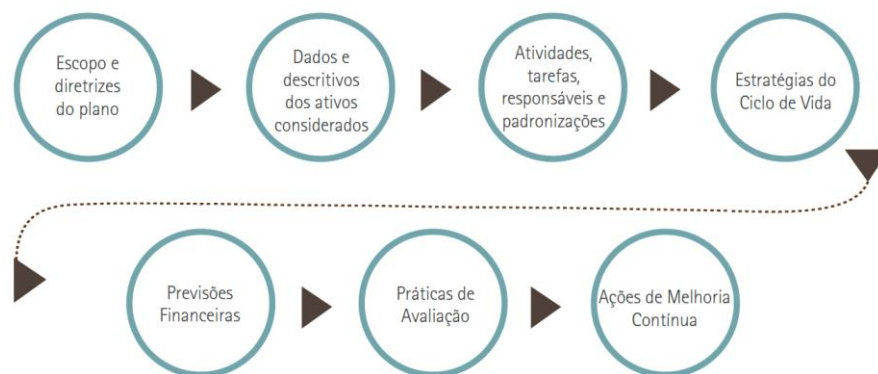 Escopo e
diretrizes
do plano
Dados e
descritivos
dos ativos
considerados
Atividades,
tarefas,
responsáveis e
padronizações
Estratégias do
Ciclo de Vida
Previsões
Financeiras
Práticas de
Avaliação
Ações de Melhoria
Contínua